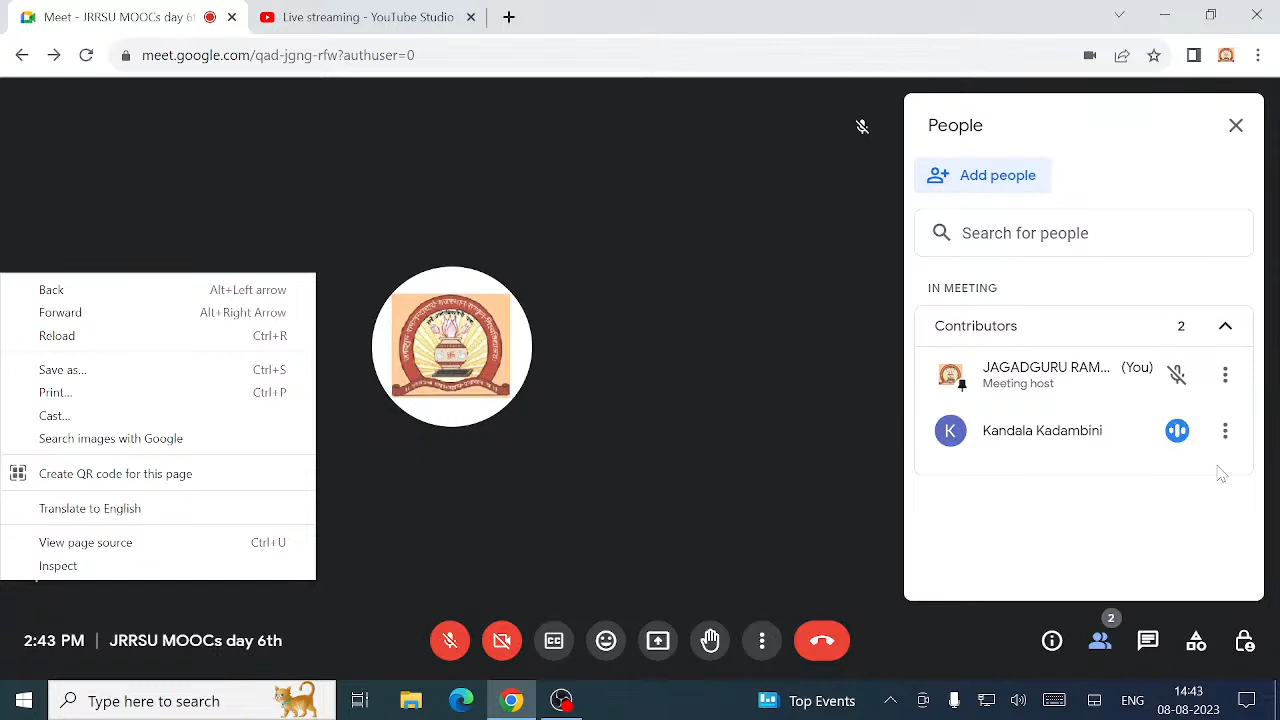 Meet - JRRSU MOOCs day 6t
Live streaming - YouTube Studio
meet.google.com/qad-jgng-rfw?authuser=0
People
Add people
Search for people
IN MEETING
Contributors 2
JAGADGURU RAM... (You)
Meeting host
K Kandala Kadambini
Back Alt+Left arrow
Forward Alt+Right Arrow
Reload Ctrl+R
Save as... Ctrl+S
Print... Ctrl+P
Cast...
Search images with Google
Create QR code for this page
Translate to English
View page source Ctrl+U
Inspect
2:43 PM | JRRSU MOOCs day 6th
2
Type here to search
Top Events
ENG
14:43
08-08-2023